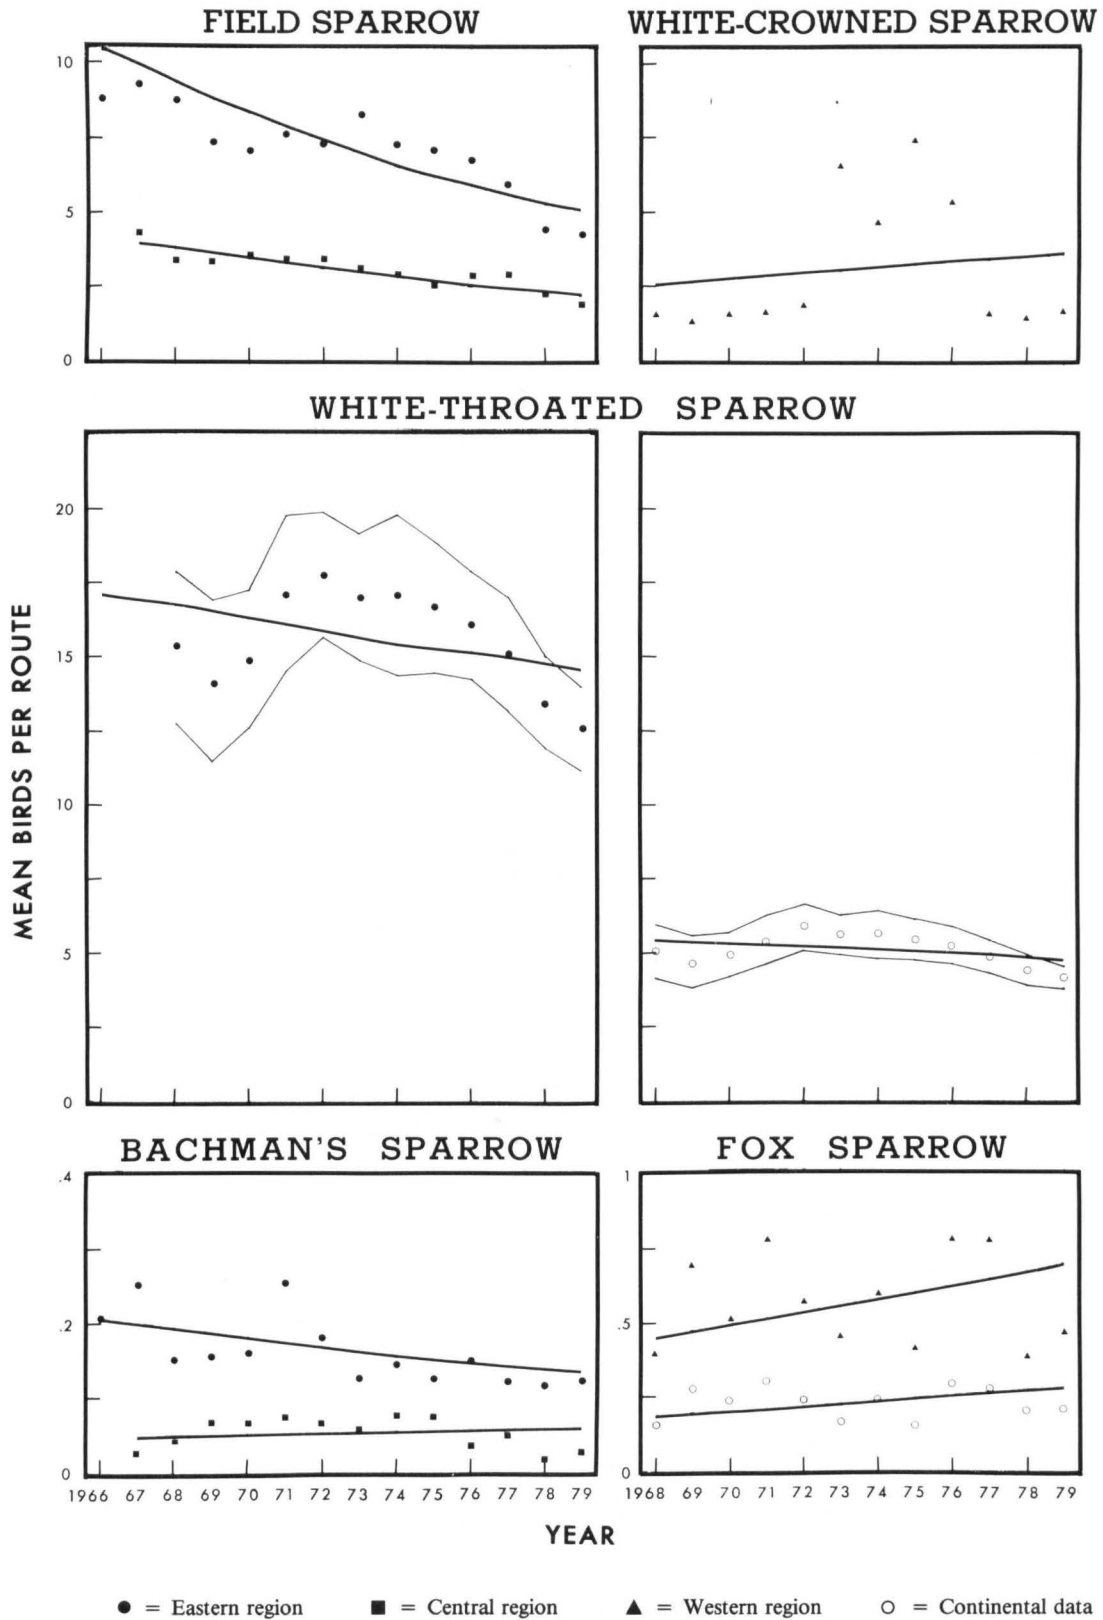 FIELD SPARROW
WHITE-CROWNED SPARROW
10
5
0
WHITE-THROATED SPARROW
MEAN BIRDS PER ROUTE
20
15
10
5
0
BACHMAN'S SPARROW
FOX SPARROW
.4
.2
0
1
.5
0
1966 67 68 69 70 71 72 73 74 75 76 77 78 79
1968 69 70 71 72 73 74 75 76 77 78 79
YEAR
● = Eastern region ■ = Central region ▲ = Western region ○ = Continental data